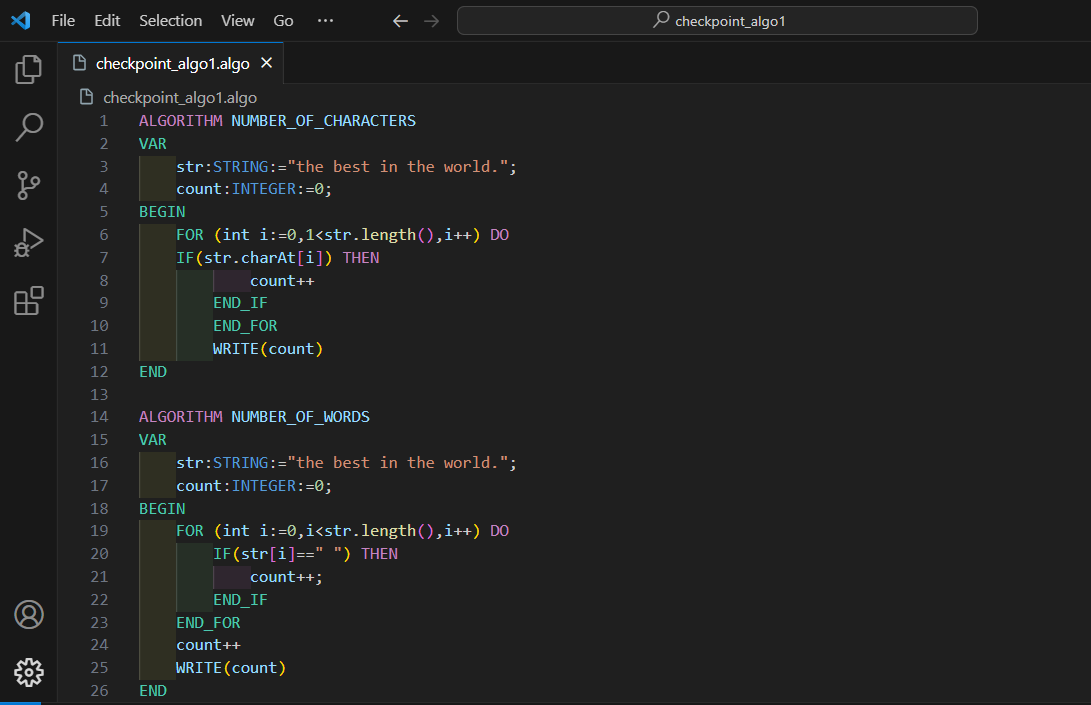 File Edit Selection View Go ··· ← → checkpoint_algo1
checkpoint_algo1.algo ×
checkpoint_algo1.algo
1 ALGORITHM NUMBER_OF_CHARACTERS
2 VAR
3 str:STRING:="the best in the world.";
4 count:INTEGER:=0;
5 BEGIN
6 FOR (int i:=0,1<str.length(),i++) DO
7 IF(str.charAt[i]) THEN
8 count++
9 END_IF
10 END_FOR
11 WRITE(count)
12 END
13
14 ALGORITHM NUMBER_OF_WORDS
15 VAR
16 str:STRING:="the best in the world.";
17 count:INTEGER:=0;
18 BEGIN
19 FOR (int i:=0,i<str.length(),i++) DO
20 IF(str[i]==" ") THEN
21 count++;
22 END_IF
23 END_FOR
24 count++
25 WRITE(count)
26 END